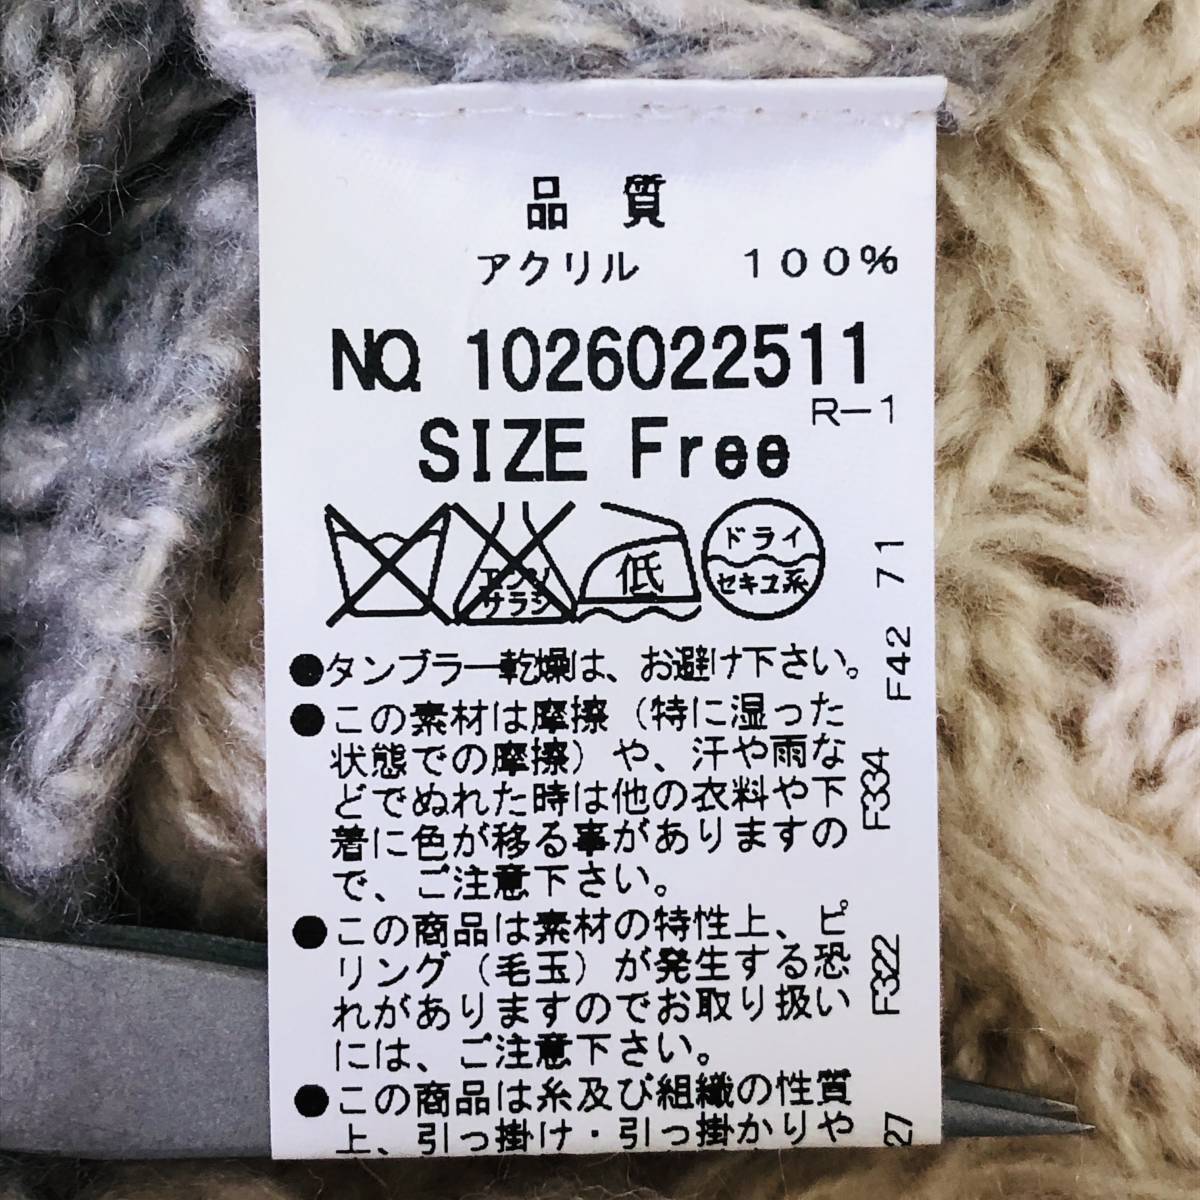 品質
アクリル 100%
NO. 1026022511
R-1
SIZE Free
エンソ
サラシ
低
ドライ
セキユ系
●タンブラー乾燥は、お避け下さい。
●この素材は摩擦（特に湿った
状態での摩擦）や、汗や雨な
どでぬれた時は他の衣料や下
着に色が移る事がありますの
で、ご注意下さい。
●この商品は素材の特性上、ピ
リング（毛玉）が発生する恐
れがありますのでお取り扱い
には、ご注意下さい。
●この商品は糸及び組織の性質
上、引っ掛け・引っ掛かりや
27 F322 F334 F42 71